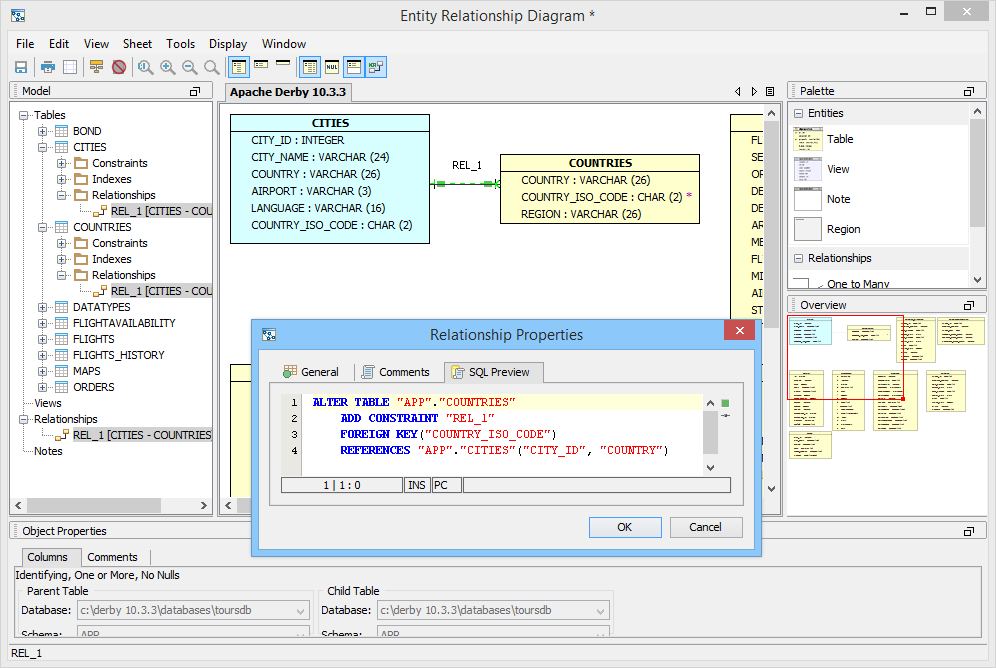 Entity Relationship Diagram *
File Edit View Sheet Tools Display Window
NUL
Model
Tables
BOND
CITIES
Constraints
Indexes
Relationships
REL_1 [CITIES - COU
COUNTRIES
Constraints
Indexes
Relationships
REL_1 [CITIES - COU
DATATYPES
FLIGHTAVAILABILITY
FLIGHTS
FLIGHTS_HISTORY
MAPS
ORDERS
Views
Relationships
REL_1 [CITIES - COUNTRIES]
Notes
Apache Derby 10.3.3
CITIES
CITY_ID : INTEGER
CITY_NAME : VARCHAR (24)
COUNTRY : VARCHAR (26)
AIRPORT : VARCHAR (3)
LANGUAGE : VARCHAR (16)
COUNTRY_ISO_CODE : CHAR (2)
REL_1
COUNTRIES
COUNTRY : VARCHAR (26)
COUNTRY_ISO_CODE : CHAR (2) *
REGION : VARCHAR (26)
FL
SE
OR
DE
DE
AR
ME
FL
MI
AI
ST
Palette
Entities
Table
View
Note
Region
Relationships
One to Many
Overview
Relationship Properties
General Comments SQL Preview
1 ALTER TABLE "APP"."COUNTRIES"
2 ADD CONSTRAINT "REL_1"
3 FOREIGN KEY("COUNTRY_ISO_CODE")
4 REFERENCES "APP"."CITIES"("CITY_ID", "COUNTRY")
1 | 1 : 0 INS PC
OK Cancel
Object Properties
Columns Comments
Identifying, One or More, No Nulls
Parent Table Child Table
Database: c:\derby 10.3.3\databases\toursdb Database: c:\derby 10.3.3\databases\toursdb
Schema: APP Schema: APP
REL_1